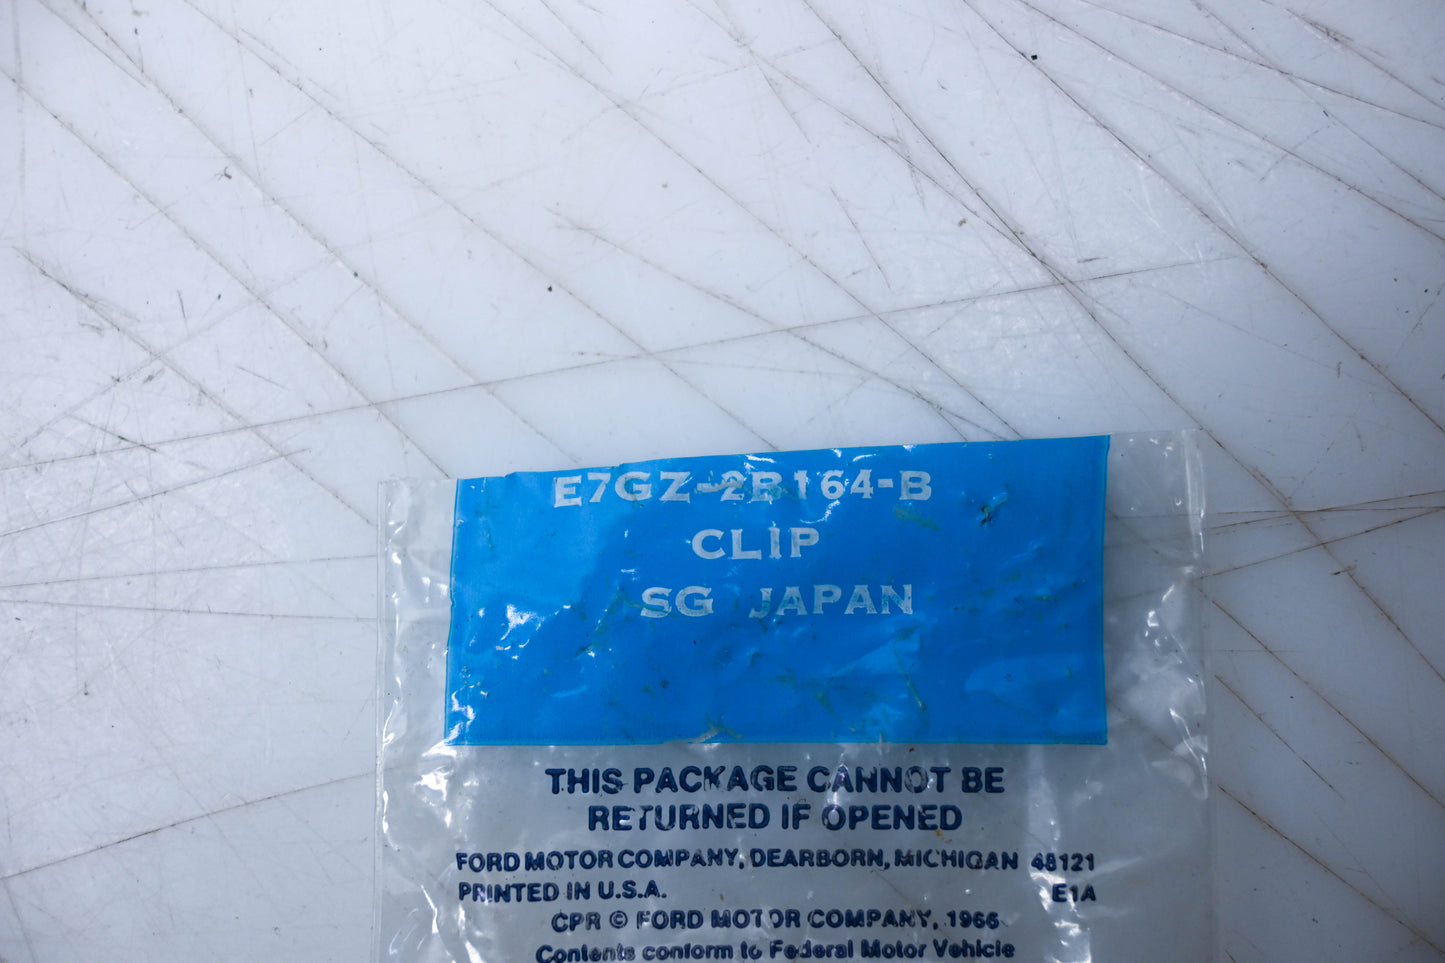 E7GZ-2B164-B
CLIP
SG JAPAN
THIS PACKAGE CANNOT BE
RETURNED IF OPENED
FORD MOTOR COMPANY, DEARBORN, MICHIGAN 48121
PRINTED IN U.S.A. E1A
CPR © FORD MOTOR COMPANY, 1966
Contents conform to Federal Motor Vehicle